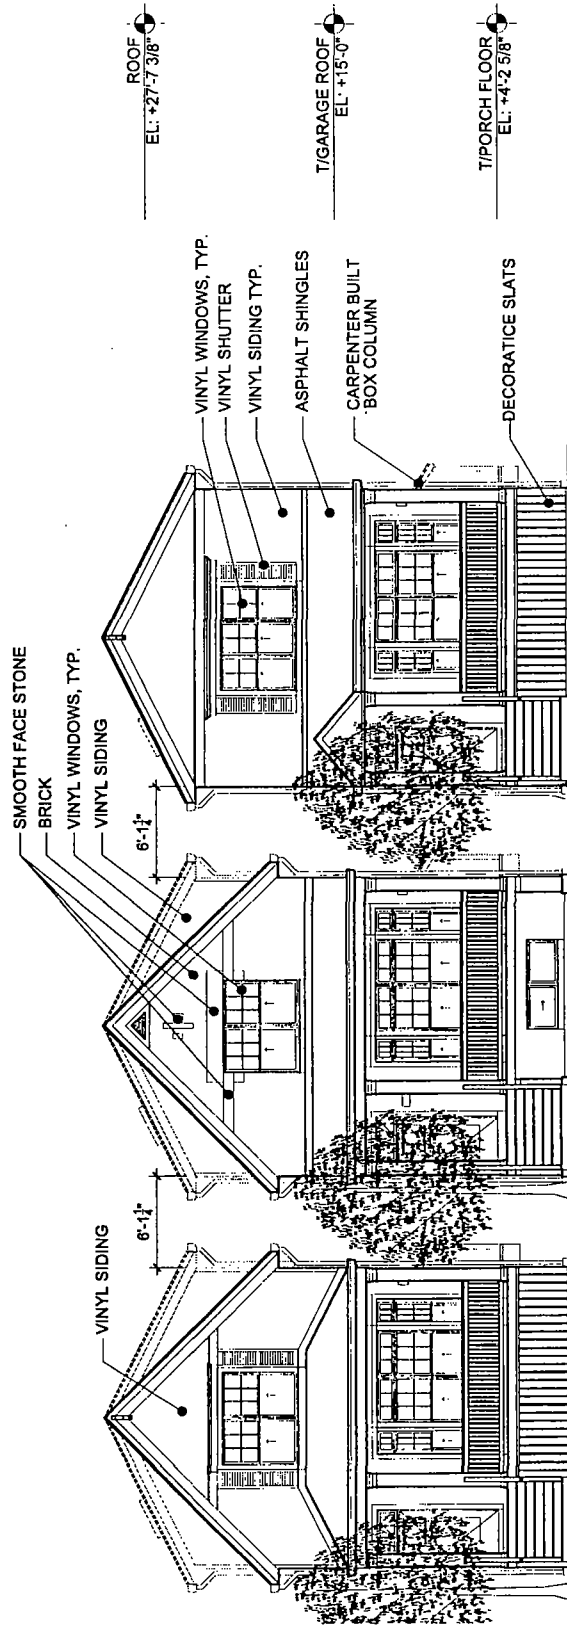 VINYL SIDING
6'-1¼"
SMOOTH FACE STONE
BRICK
VINYL WINDOWS, TYP.
VINYL SIDING
6'-1¼"
VINYL WINDOWS, TYP.
VINYL SHUTTER
VINYL SIDING TYP.
ASPHALT SHINGLES
CARPENTER BUILT
BOX COLUMN
DECORATICE SLATS
ROOF
EL: +27'-7 3/8"
T/GARAGE ROOF
EL: +15'-0"
T/PORCH FLOOR
EL: +4'-2 5/8"